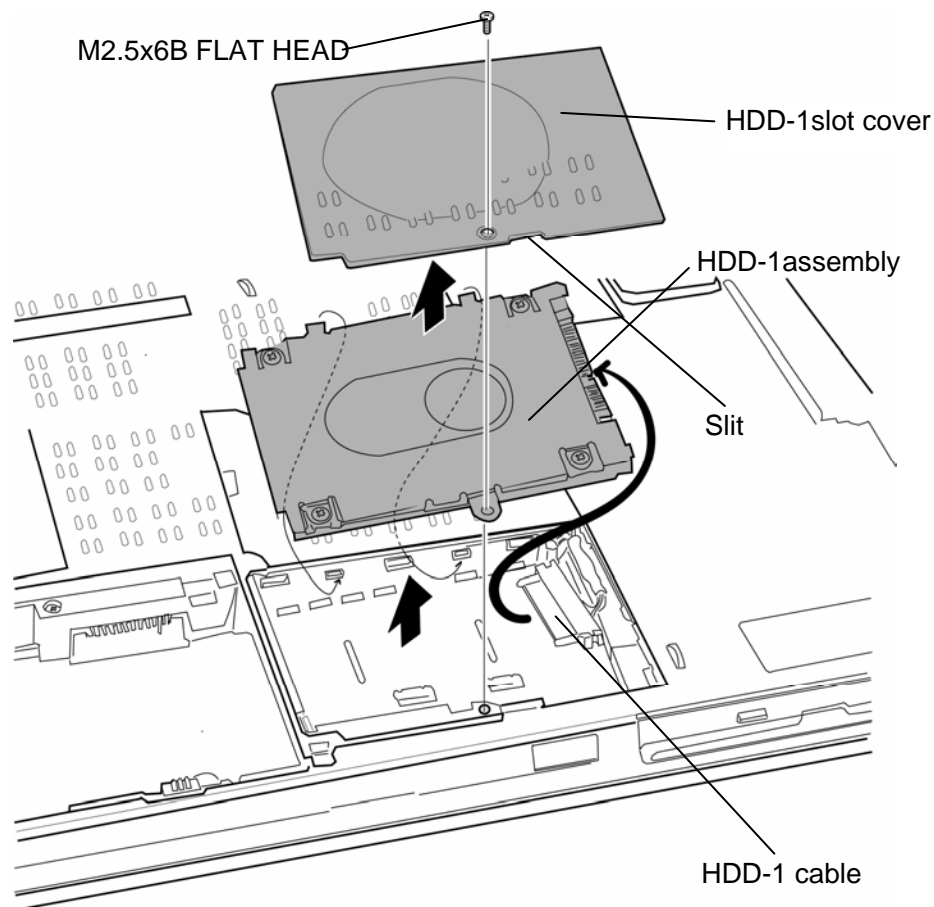 M2.5x6B FLAT HEAD
HDD-1slot cover
HDD-1assembly
Slit
HDD-1 cable